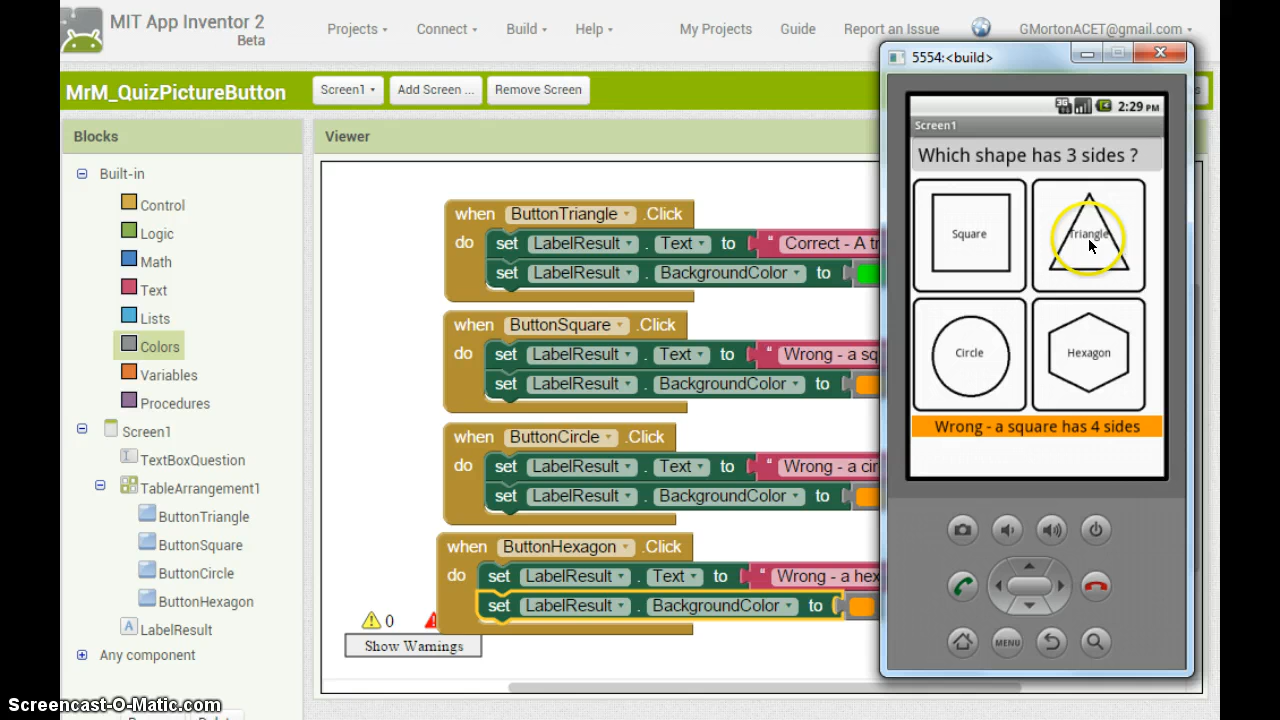 MIT App Inventor 2
Beta
Projects
Connect
Build
Help
My Projects
Guide
Report an Issue
GMortonACET@gmail.com
MrM_QuizPictureButton
Screen1
Add Screen ...
Remove Screen
Blocks
Viewer
Built-in
Control
Logic
Math
Text
Lists
Colors
Variables
Procedures
Screen1
TextBoxQuestion
TableArrangement1
ButtonTriangle
ButtonSquare
ButtonCircle
ButtonHexagon
LabelResult
Any component
when ButtonTriangle .Click
do set LabelResult . Text to " Correct - A tr
set LabelResult . BackgroundColor to
when ButtonSquare .Click
do set LabelResult . Text to " Wrong - a sq
set LabelResult . BackgroundColor to
when ButtonCircle .Click
do set LabelResult . Text to " Wrong - a cir
set LabelResult . BackgroundColor to
when ButtonHexagon .Click
do set LabelResult . Text to " Wrong - a hex
set LabelResult . BackgroundColor to
0
Show Warnings
5554:<build>
3G
2:29 PM
Screen1
Which shape has 3 sides ?
Square
Triangle
Circle
Hexagon
Wrong - a square has 4 sides
MENU
Screencast-O-Matic.com